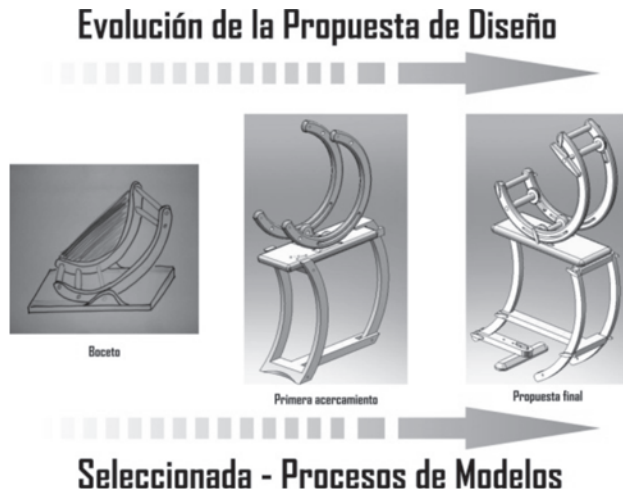 Evolución de la Propuesta de Diseño
Boceto
Primera acercamiento
Propuesta final
Seleccionada - Procesos de Modelos